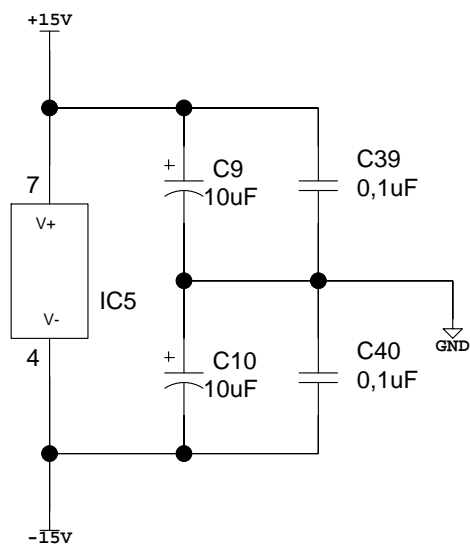 +15V
7
V+
V-
4
IC5
+
C9
10uF
C39
0,1uF
+
C10
10uF
C40
0,1uF
GND
-15V